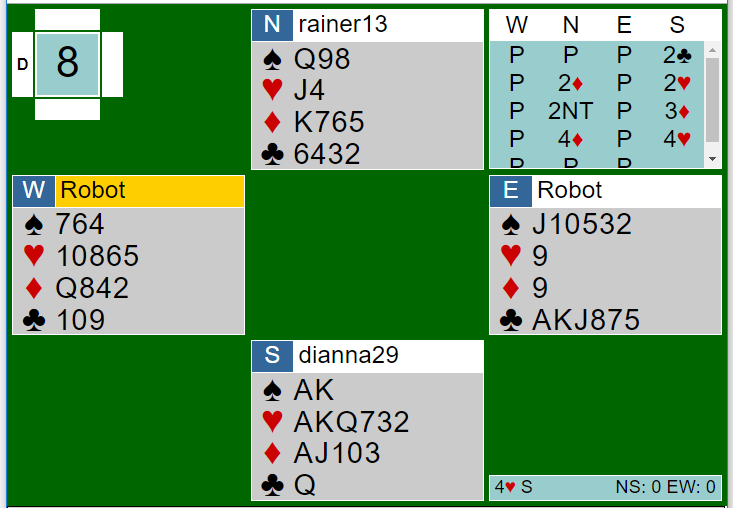 N rainer13
♠ Q98
♥ J4
♦ K765
♣ 6432
D 8
W N E S
P P P 2♣
P 2♦ P 2♥
P 2NT P 3♦
P 4♦ P 4♥
P P P
W Robot
♠ 764
♥ 10865
♦ Q842
♣ 109
E Robot
♠ J10532
♥ 9
♦ 9
♣ AKJ875
S dianna29
♠ AK
♥ AKQ732
♦ AJ103
♣ Q
4♥ S NS: 0 EW: 0